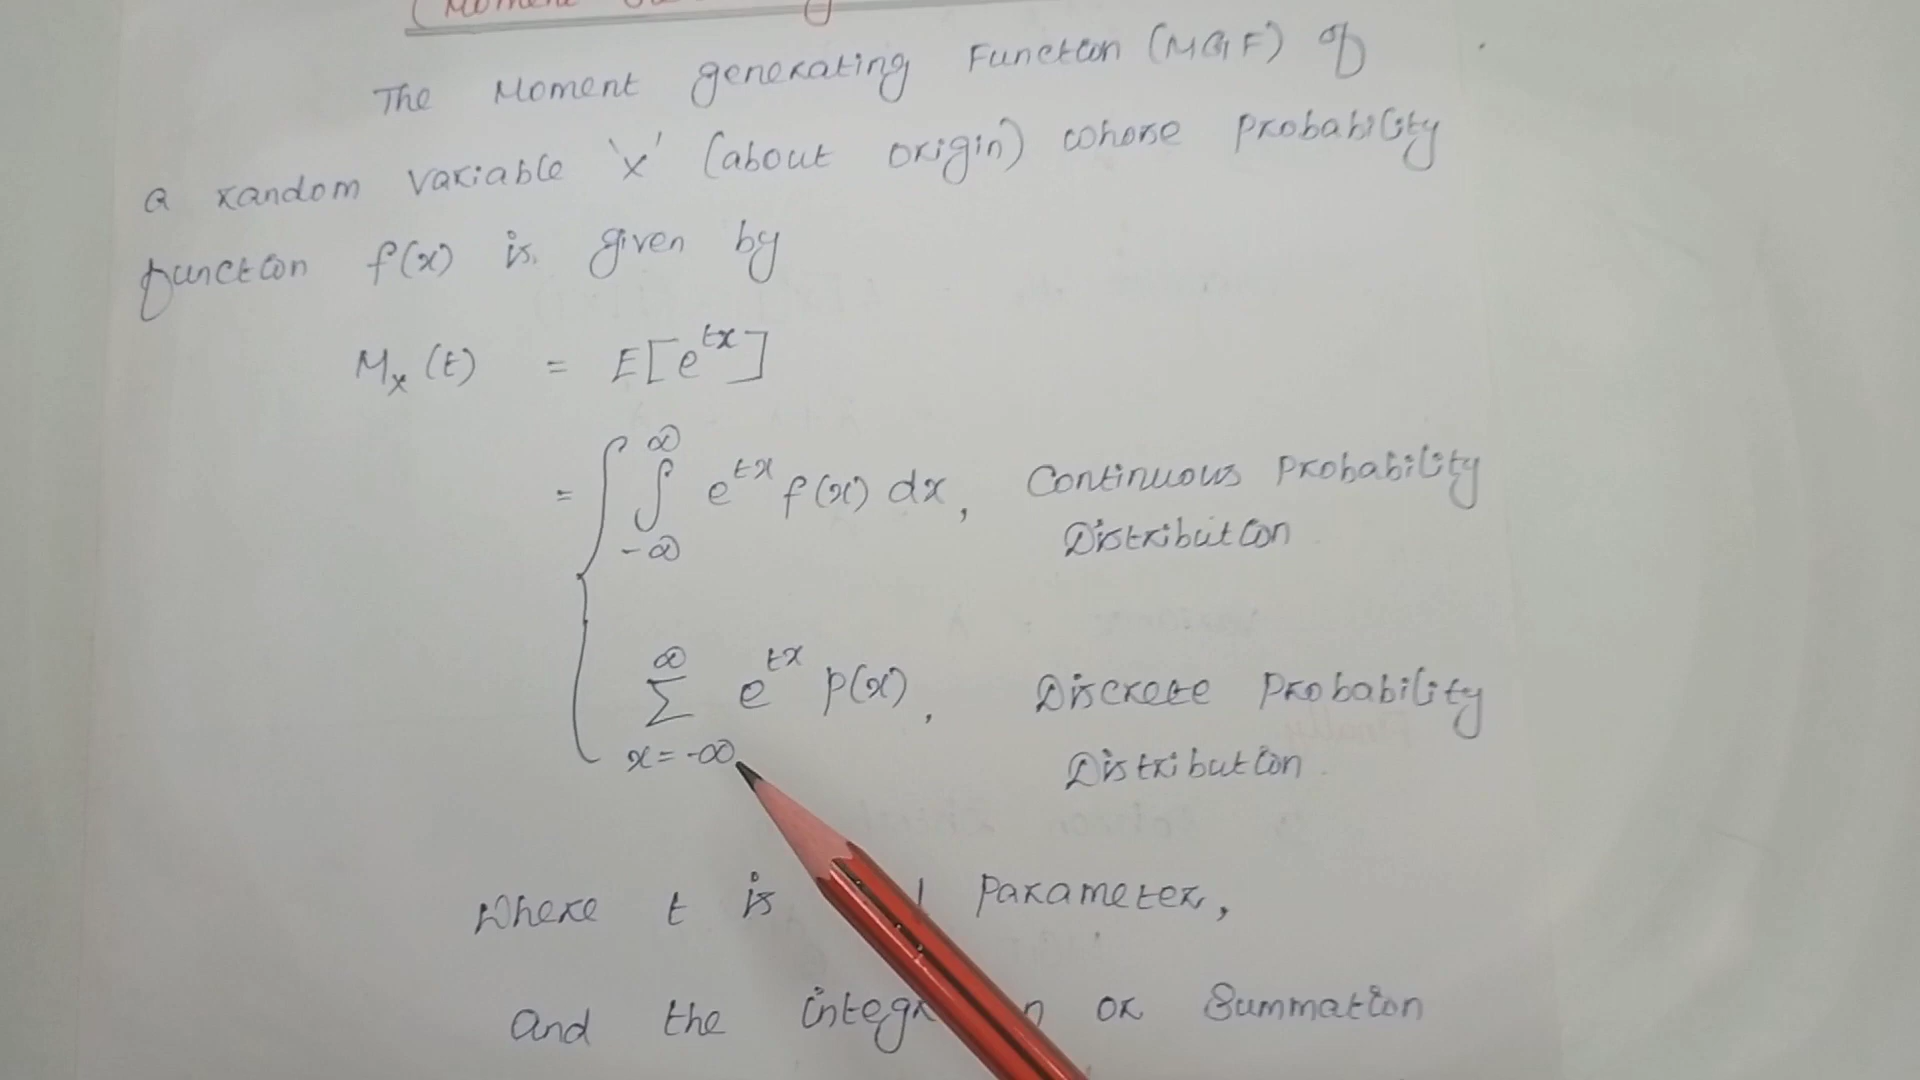 (Moment
The Moment generating Function (MGF) of
a random variable 'x' (about origin) whose probability
function f(x) is given by
Mx(t) = E[e^tx]
= { ∫ -∞ ∞ e^tx f(x) dx, Continuous Probability
Distribution
∑ x=-∞ ∞ e^tx p(x), Discrete Probability
Distribution.
Where t is Parameter,
and the or Summation